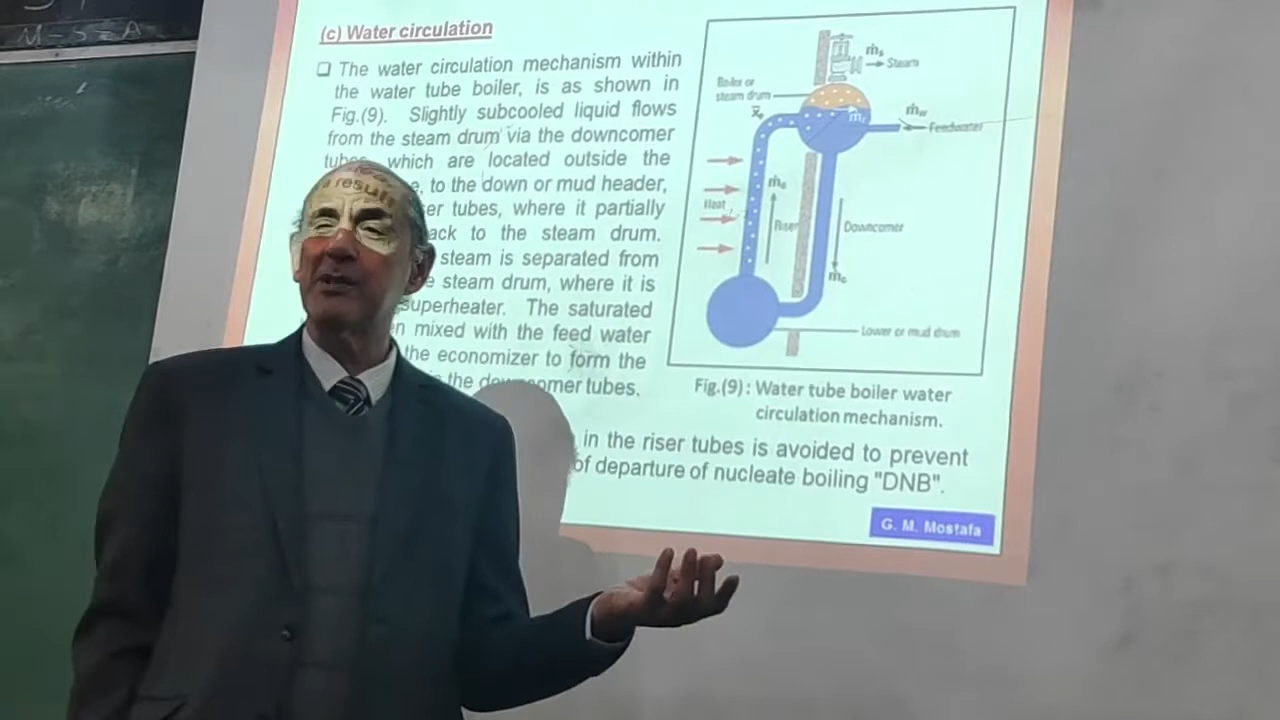 M-S=A
(c) Water circulation
❑ The water circulation mechanism within
the water tube boiler, is as shown in
Fig.(9). Slightly subcooled liquid flows
from the steam drum via the downcomer
which are located outside the
to the down or mud header,
tubes, where it partially
to the steam drum.
steam is separated from
steam drum, where it is
superheater. The saturated
mixed with the feed water
the economizer to form the
the tubes.
in the riser tubes is avoided to prevent
of departure of nucleate boiling "DNB".
a result
ṁs
Steam
Boiler or
steam drum
Feedwater
Heat
Riser
Downcomer
Lower or mud drum
Fig.(9): Water tube boiler water
circulation mechanism.
G. M. Mostafa